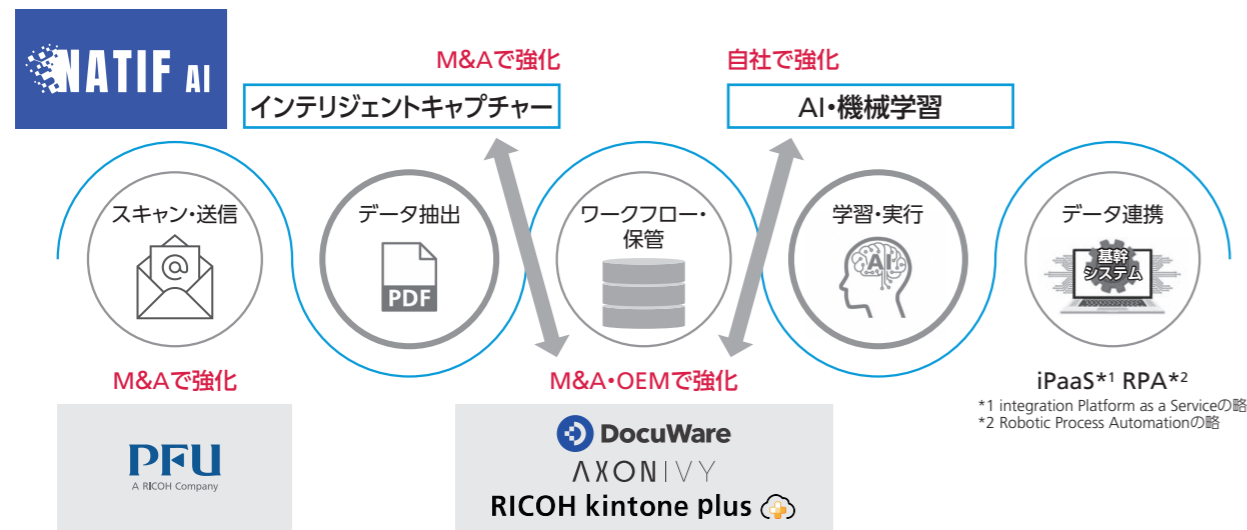 NATIF AI
M&Aで強化
自社で強化
インテリジェントキャプチャー
AI・機械学習
スキャン・送信
@
データ抽出
PDF
ワークフロー・
保管
学習・実行
AI
データ連携
基幹
システム
M&Aで強化
M&A・OEMで強化
iPaaS*1 RPA*2
*1 integration Platform as a Serviceの略
*2 Robotic Process Automationの略
PFU
A RICOH Company
DocuWare
AXONIVY
RICOH kintone plus